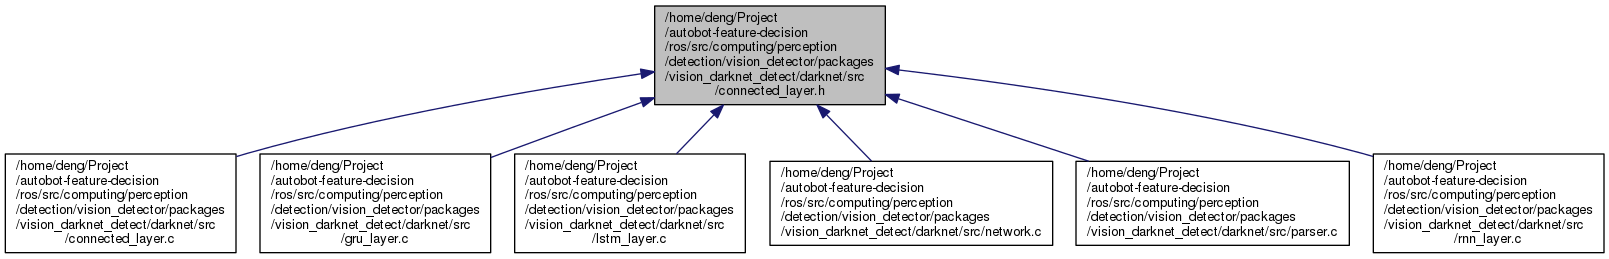 /home/deng/Project
/autobot-feature-decision
/ros/src/computing/perception
/detection/vision_detector/packages
/vision_darknet_detect/darknet/src
/connected_layer.h
/home/deng/Project
/autobot-feature-decision
/ros/src/computing/perception
/detection/vision_detector/packages
/vision_darknet_detect/darknet/src
/connected_layer.c
/home/deng/Project
/autobot-feature-decision
/ros/src/computing/perception
/detection/vision_detector/packages
/vision_darknet_detect/darknet/src
/gru_layer.c
/home/deng/Project
/autobot-feature-decision
/ros/src/computing/perception
/detection/vision_detector/packages
/vision_darknet_detect/darknet/src
/lstm_layer.c
/home/deng/Project
/autobot-feature-decision
/ros/src/computing/perception
/detection/vision_detector/packages
/vision_darknet_detect/darknet/src/network.c
/home/deng/Project
/autobot-feature-decision
/ros/src/computing/perception
/detection/vision_detector/packages
/vision_darknet_detect/darknet/src/parser.c
/home/deng/Project
/autobot-feature-decision
/ros/src/computing/perception
/detection/vision_detector/packages
/vision_darknet_detect/darknet/src
/rnn_layer.c